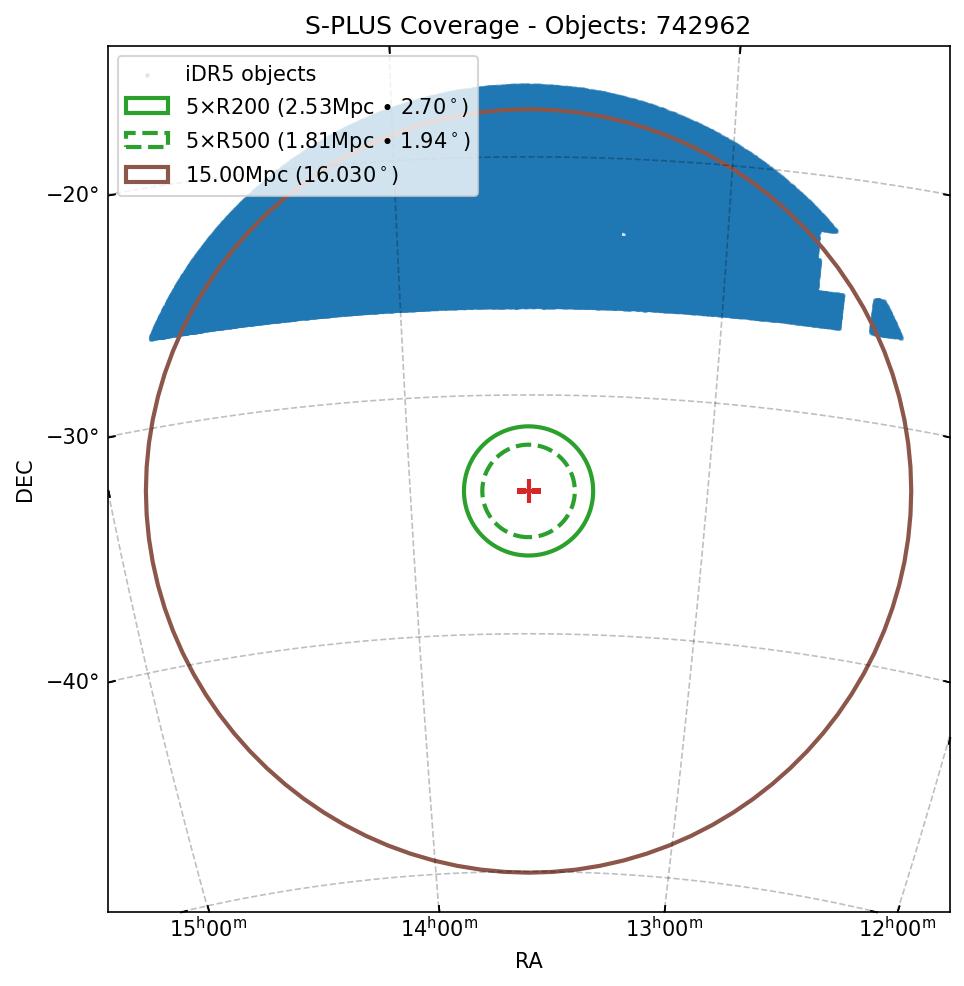 S-PLUS Coverage - Objects: 742962
iDR5 objects
5×R200 (2.53Mpc • 2.70°)
5×R500 (1.81Mpc • 1.94°)
15.00Mpc (16.030°)
−20°
−30°
−40°
DEC
15h00m 14h00m 13h00m 12h00m
RA